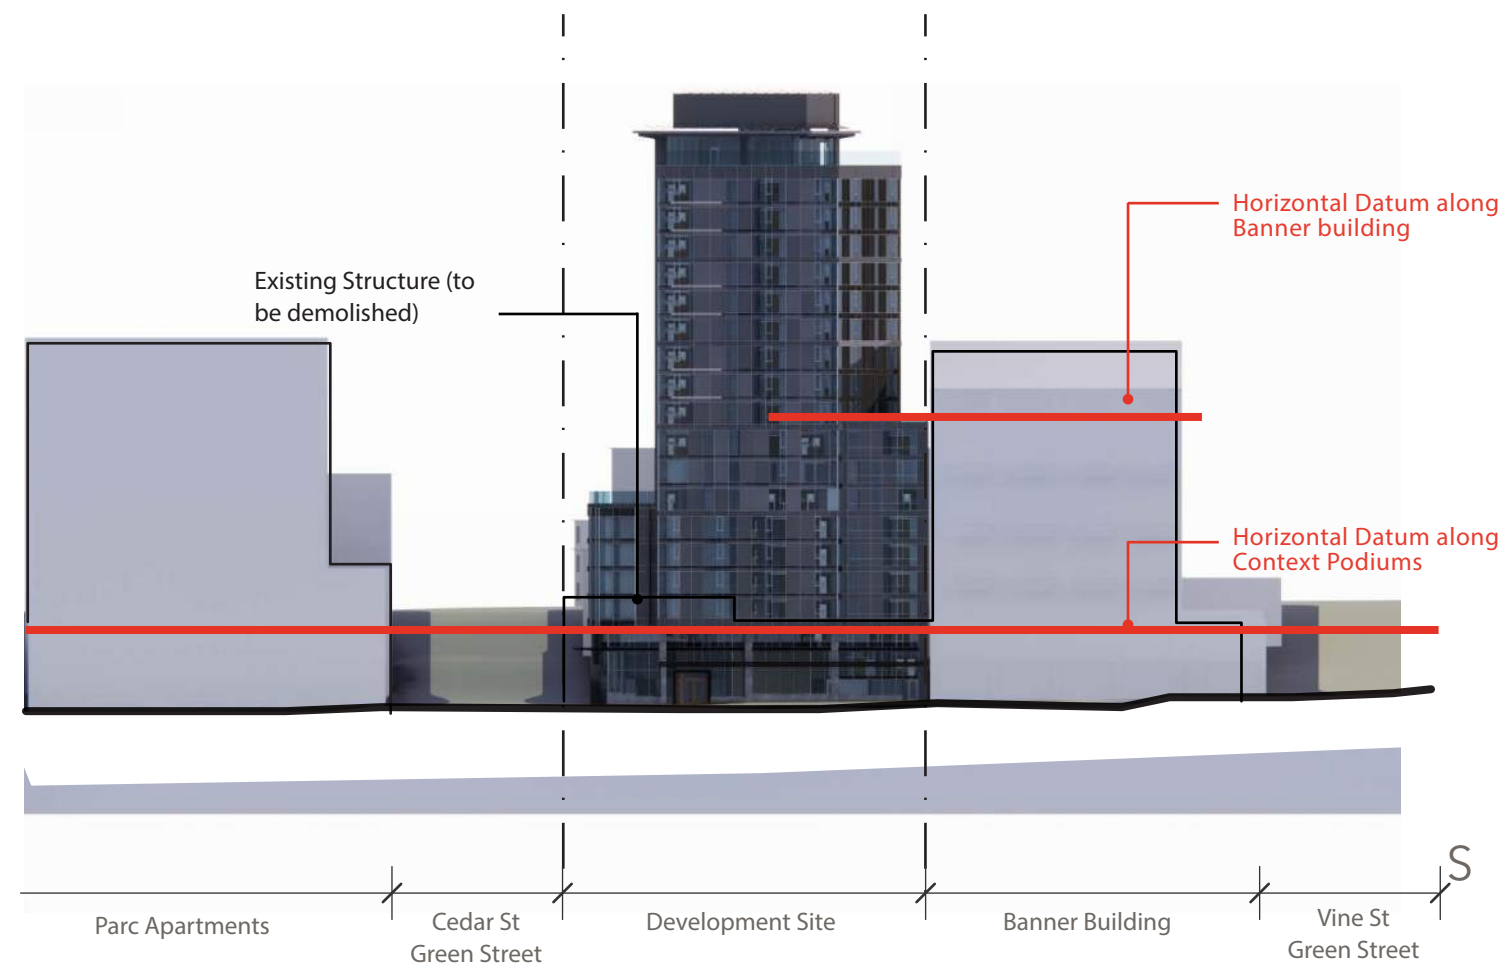 Horizontal Datum along
Banner building
Existing Structure (to
be demolished)
Horizontal Datum along
Context Podiums
S
Parc Apartments
Cedar St
Green Street
Development Site
Banner Building
Vine St
Green Street